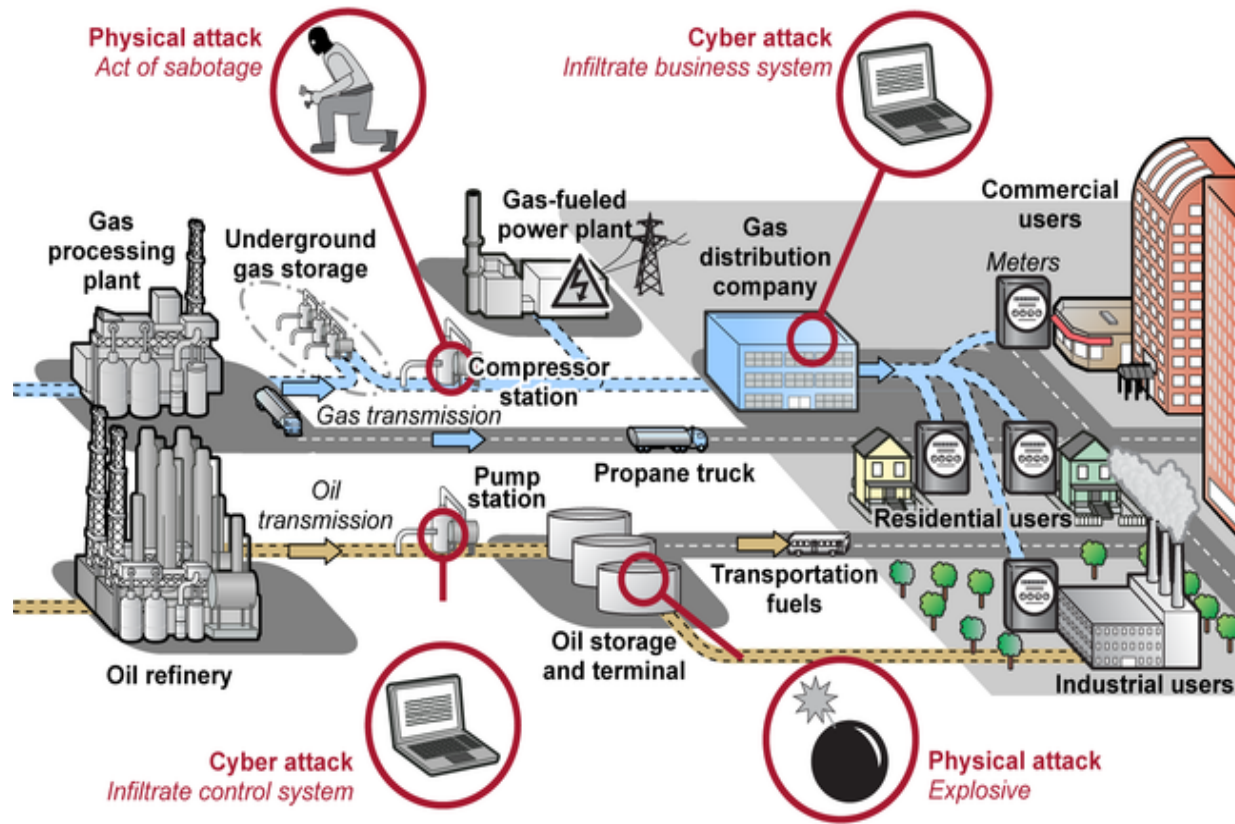 Physical attack
Act of sabotage
Cyber attack
Infiltrate business system
Gas
processing
plant
Underground
gas storage
Gas-fueled
power plant
Gas
distribution
company
Commercial
users
Meters
Compressor
station
Gas transmission
Propane truck
Residential users
Oil
transmission
Pump
station
Transportation
fuels
Oil storage
and terminal
Oil refinery
Industrial users
Cyber attack
Infiltrate control system
Physical attack
Explosive